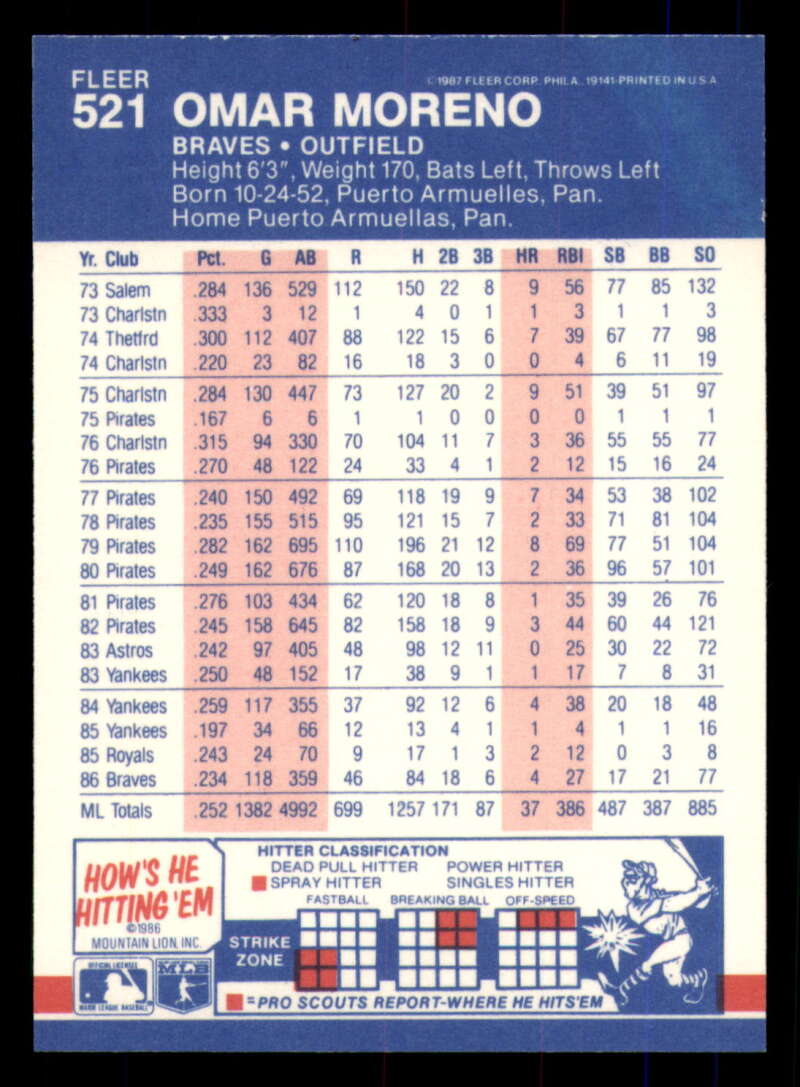 FLEER
© 1987 FLEER CORP. PHILA., 19141-PRINTED IN U.S.A.
521 OMAR MORENO
BRAVES • OUTFIELD
Height 6'3", Weight 170, Bats Left, Throws Left
Born 10-24-52, Puerto Armuelles, Pan.
Home Puerto Armuellas, Pan.
Yr. Club Pct. G AB R H 2B 3B HR RBI SB BB SO
73 Salem .284 136 529 112 150 22 8 9 56 77 85 132
73 Charlstn .333 3 12 1 4 0 1 1 3 1 1 3
74 Thetfrd .300 112 407 88 122 15 6 7 39 67 77 98
74 Charlstn .220 23 82 16 18 3 0 0 4 6 11 19
75 Charlstn .284 130 447 73 127 20 2 9 51 39 51 97
75 Pirates .167 6 6 1 1 0 0 0 0 1 1 1
76 Charlstn .315 94 330 70 104 11 7 3 36 55 55 77
76 Pirates .270 48 122 24 33 4 1 2 12 15 16 24
77 Pirates .240 150 492 69 118 19 9 7 34 53 38 102
78 Pirates .235 155 515 95 121 15 7 2 33 71 81 104
79 Pirates .282 162 695 110 196 21 12 8 69 77 51 104
80 Pirates .249 162 676 87 168 20 13 2 36 96 57 101
81 Pirates .276 103 434 62 120 18 8 1 35 39 26 76
82 Pirates .245 158 645 82 158 18 9 3 44 60 44 121
83 Astros .242 97 405 48 98 12 11 0 25 30 22 72
83 Yankees .250 48 152 17 38 9 1 1 17 7 8 31
84 Yankees .259 117 355 37 92 12 6 4 38 20 18 48
85 Yankees .197 34 66 12 13 4 1 1 4 1 1 16
85 Royals .243 24 70 9 17 1 3 2 12 0 3 8
86 Braves .234 118 359 46 84 18 6 4 27 17 21 77
ML Totals .252 1382 4992 699 1257 171 87 37 386 487 387 885
HOW'S HE
HITTING 'EM
©1986
MOUNTAIN LION, INC.
HITTER CLASSIFICATION
DEAD PULL HITTER POWER HITTER
SPRAY HITTER SINGLES HITTER
FASTBALL BREAKING BALL OFF-SPEED
STRIKE
ZONE
=PRO SCOUTS REPORT-WHERE HE HITS'EM
OFFICIAL LICENSEE
MAJOR LEAGUE BASEBALL
MLB